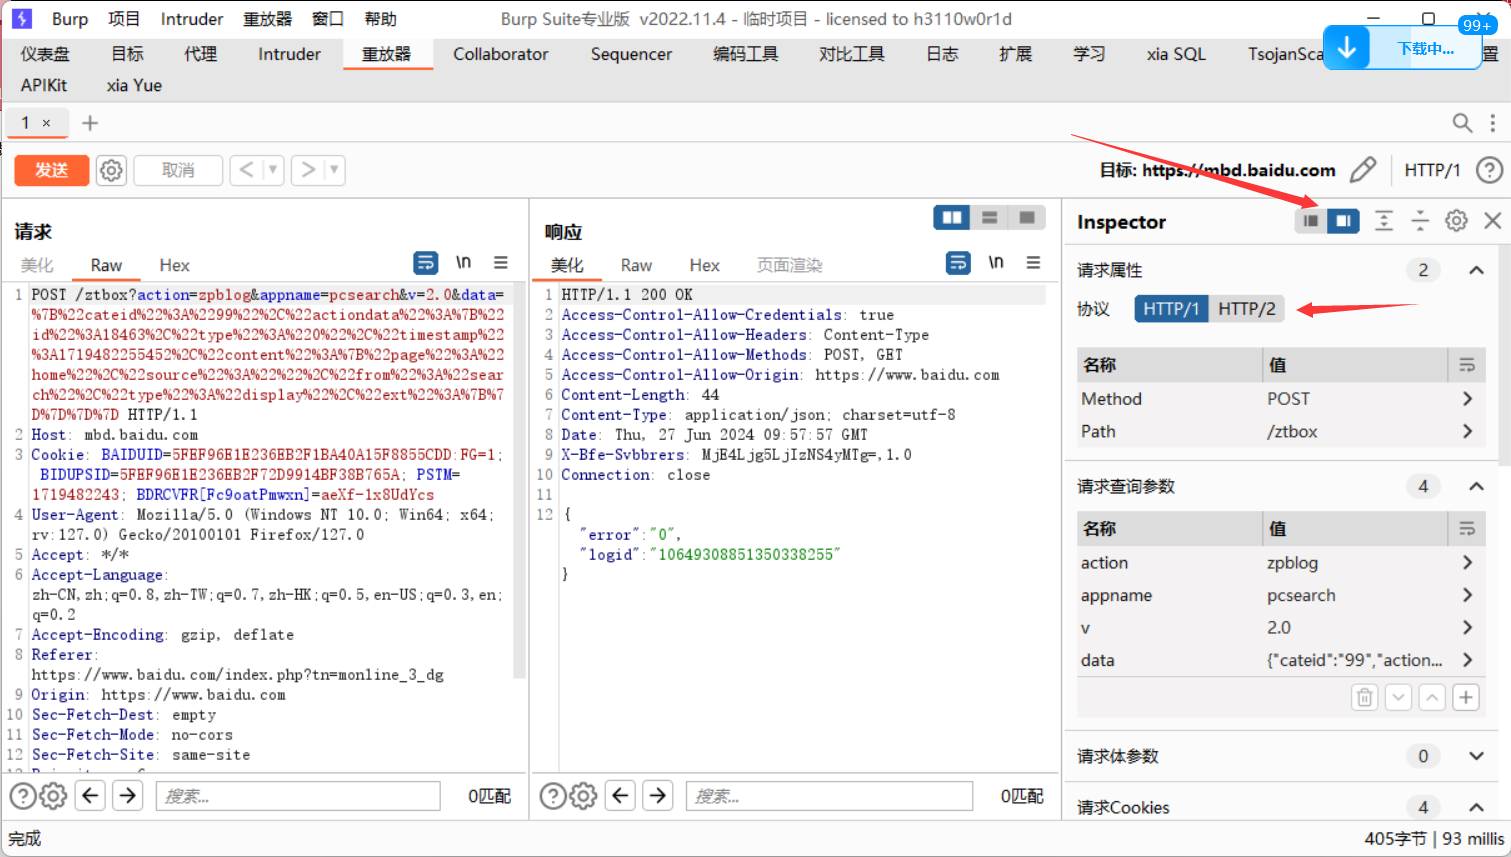 Burp 项目 Intruder 重放器 窗口 帮助 Burp Suite专业版 v2022.11.4 - 临时项目 - licensed to h3110w0r1d
99+
下载中...
仪表盘 目标 代理 Intruder 重放器 Collaborator Sequencer 编码工具 对比工具 日志 扩展 学习 xia SQL TsojanSca 置
APIKit xia Yue
1 × +
发送 取消 < > 目标: https://mbd.baidu.com HTTP/1
请求
美化 Raw Hex \n
1 POST /ztbox?action=zpblog&appname=pcsearch&v=2.0&data=
%7B%22cateid%22%3A%2299%22%2C%22actiondata%22%3A%7B%22
id%22%3A18463%2C%22type%22%3A%220%22%2C%22timestamp%22
%3A1719482255452%2C%22content%22%3A%7B%22page%22%3A%22
home%22%2C%22source%22%3A%22%22%2C%22from%22%3A%22sear
ch%22%2C%22type%22%3A%22display%22%2C%22ext%22%3A%7B%7
D%7D%7D%7D HTTP/1.1
2 Host: mbd.baidu.com
3 Cookie: BAIDUID=5FEF96E1E236EB2F1BA40A15F8855CDD:FG=1;
BIDUPSID=5FEF96E1E236EB2F72D9914BF38B765A; PSTM=
1719482243; BDRCVFR[Fc9oatPmwxn]=aeXf-1x8UdYcs
4 User-Agent: Mozilla/5.0 (Windows NT 10.0; Win64; x64;
rv:127.0) Gecko/20100101 Firefox/127.0
5 Accept: */*
6 Accept-Language:
zh-CN,zh;q=0.8,zh-TW;q=0.7,zh-HK;q=0.5,en-US;q=0.3,en;
q=0.2
7 Accept-Encoding: gzip, deflate
8 Referer:
https://www.baidu.com/index.php?tn=monline_3_dg
9 Origin: https://www.baidu.com
10 Sec-Fetch-Dest: empty
11 Sec-Fetch-Mode: no-cors
12 Sec-Fetch-Site: same-site
搜索... 0匹配
响应
美化 Raw Hex 页面渲染 \n
1 HTTP/1.1 200 OK
2 Access-Control-Allow-Credentials: true
3 Access-Control-Allow-Headers: Content-Type
4 Access-Control-Allow-Methods: POST, GET
5 Access-Control-Allow-Origin: https://www.baidu.com
6 Content-Length: 44
7 Content-Type: application/json; charset=utf-8
8 Date: Thu, 27 Jun 2024 09:57:57 GMT
9 X-Bfe-Svbbrers: MjE4Ljg5LjIzNS4yMTg=,1.0
10 Connection: close
11
12 {
"error":"0",
"logid":"10649308851350338255"
}
搜索... 0匹配
Inspector
请求属性 2
协议 HTTP/1 HTTP/2
名称 值
Method POST
Path /ztbox
请求查询参数 4
名称 值
action zpblog
appname pcsearch
v 2.0
data {"cateid":"99","action...
请求体参数 0
请求Cookies 4
完成 405字节 | 93 millis